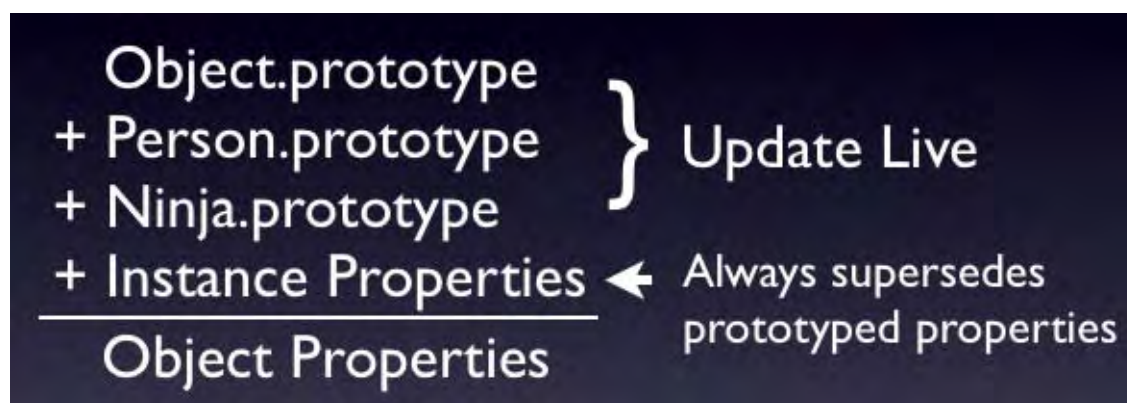 Object.prototype
+ Person.prototype
+ Ninja.prototype
} Update Live
+ Instance Properties
Always supersedes
prototyped properties
Object Properties